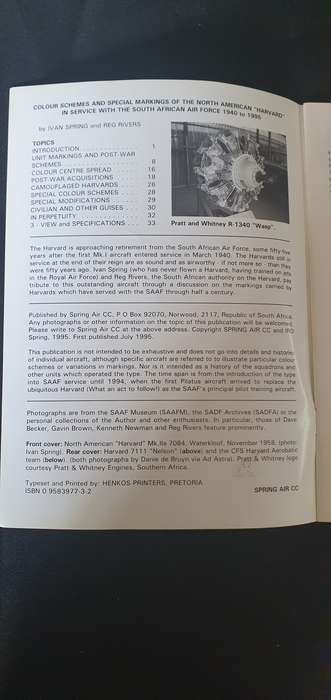 COLOUR SCHEMES AND SPECIAL MARKINGS OF THE NORTH AMERICAN "HARVARD"
IN SERVICE WITH THE SOUTH AFRICAN AIR FORCE 1940 to 1995
by IVAN SPRING and REG RIVERS
TOPICS
INTRODUCTION . . . . . . . . . . . . 1
UNIT MARKINGS AND POST-WAR
SCHEMES . . . . . . . . . . . . . . . . 8
COLOUR CENTRE SPREAD . . . . . 16
POST-WAR ACQUISITIONS . . . . . 19
CAMOUFLAGED HARVARDS . . . . 26
SPECIAL COLOUR SCHEMES . . . . 28
SPECIAL MODIFICATIONS . . . . . 29
CIVILIAN AND OTHER GUISES . . . 30
IN PERPETUITY . . . . . . . . . . . . 32
3 - VIEW and SPECIFICATIONS . . . 33
Pratt and Whitney R-1340 "Wasp".
The Harvard is approaching retirement from the South African Air Force, some fifty-five
years after the first Mk.I aircraft entered service in March 1940. The Harvards still in
service at the end of their reign are as sound and as airworthy - if not more so - than they
were fifty years ago. Ivan Spring (who has never flown a Harvard, having trained on jets
in the Royal Air Force) and Reg Rivers, the South African authority on the Harvard, pay
tribute to this outstanding aircraft through a discussion on the markings carried by
Harvards which have served with the SAAF through half a century.
Published by Spring Air CC, P O Box 92070, Norwood, 2117, Republic of South Africa.
Any photographs or other information on the topic of this publication will be welcomed.
Please write to Spring Air CC at the above address. Copyright SPRING AIR CC and
Spring, 1995. First published July 1995.
This publication is not intended to be exhaustive and does not go into details and histories
of individual aircraft, although specific aircraft are referred to to illustrate particular colour
schemes or variations in markings. Nor is it intended as a history of the squadrons and
other units which operated the type. The time span is from the introduction of the type
into SAAF service until 1994, when the first Pilatus aircraft arrived to replace the
ubiquitous Harvard (What an act to follow!) as the SAAF's principal pilot training aircraft.
Photographs are from the SAAF Museum (SAAFM), the SADF Archives (SADFA) or the
personal collections of the Author and other enthusiasts. In particular, those of Dave
Becker, Gavin Brown, Kenneth Newman and Reg Rivers feature prominently.
Front cover: North American "Harvard" Mk.IIa 7084, Waterkloof, November 1958. (photo:
Ivan Spring). Rear cover: Harvard 7111 "Nelson" (above) and the CFS Harvard Aerobatic
team (below). (both photographs by Danie de Bruyn via Ad Astra). Pratt & Whitney logo
courtesy Pratt & Whitney Engines, Southern Africa.
Typeset and Printed by: HENKOS PRINTERS, PRETORIA.
ISBN 0 9583977-3-2
SPRING AIR CC